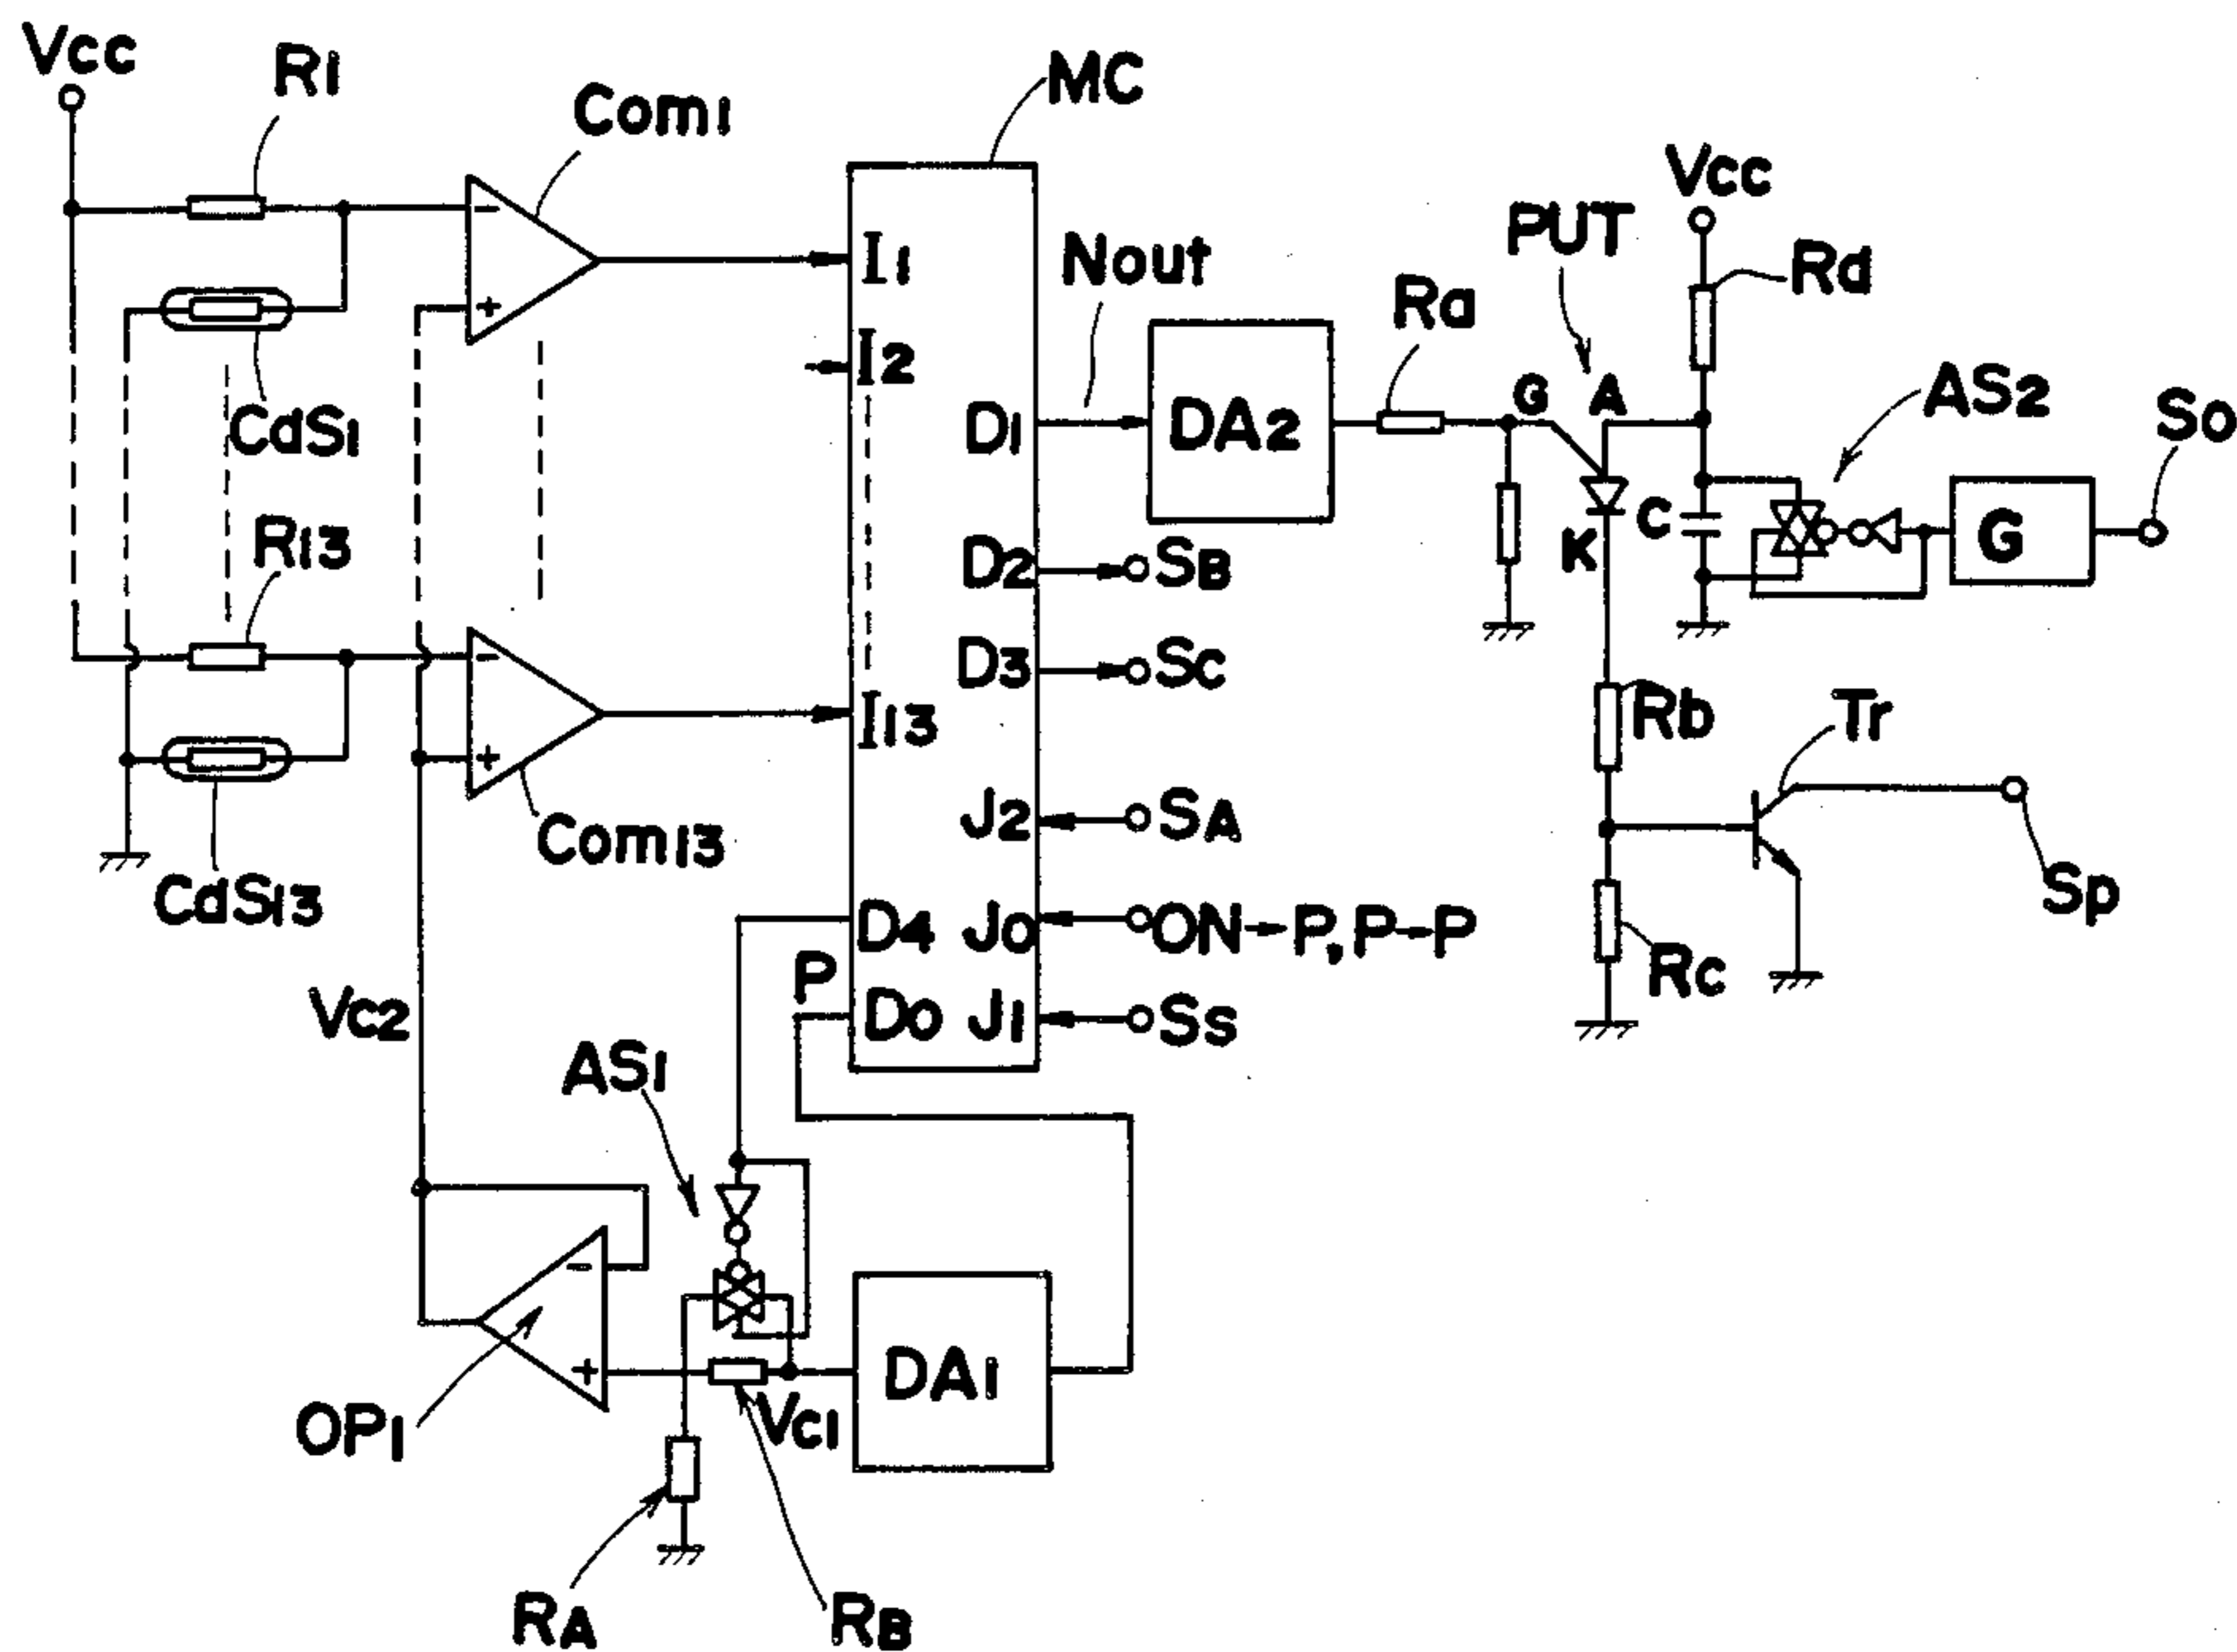 Vcc
R1
Com1
MC
Vcc
PUT
Rd
I1
Nout
Ra
G A
AS2
So
I2
CdS1
D1
DA2
R13
C
G
K
D2
SB
D3
Sc
I13
Rb
Tr
J2
SA
Com13
CdS13
Sp
D4
J0
ON→P, P→P
Rc
P
Vc2
D0
J1
Ss
AS1
DA1
Vc1
OP1
RA
RB
- + - + - +